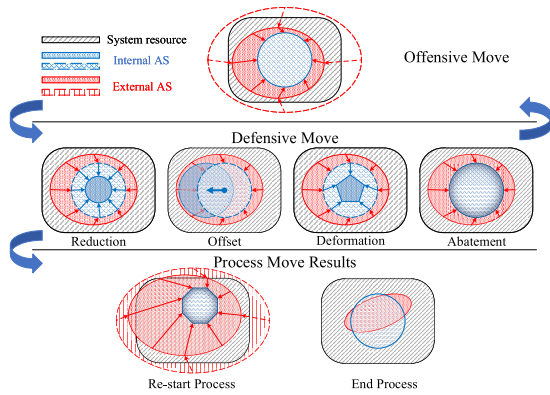 System resource
Internal AS
External AS
Offensive Move
Defensive Move
Reduction
Offset
Deformation
Abatement
Process Move Results
Re-start Process
End Process